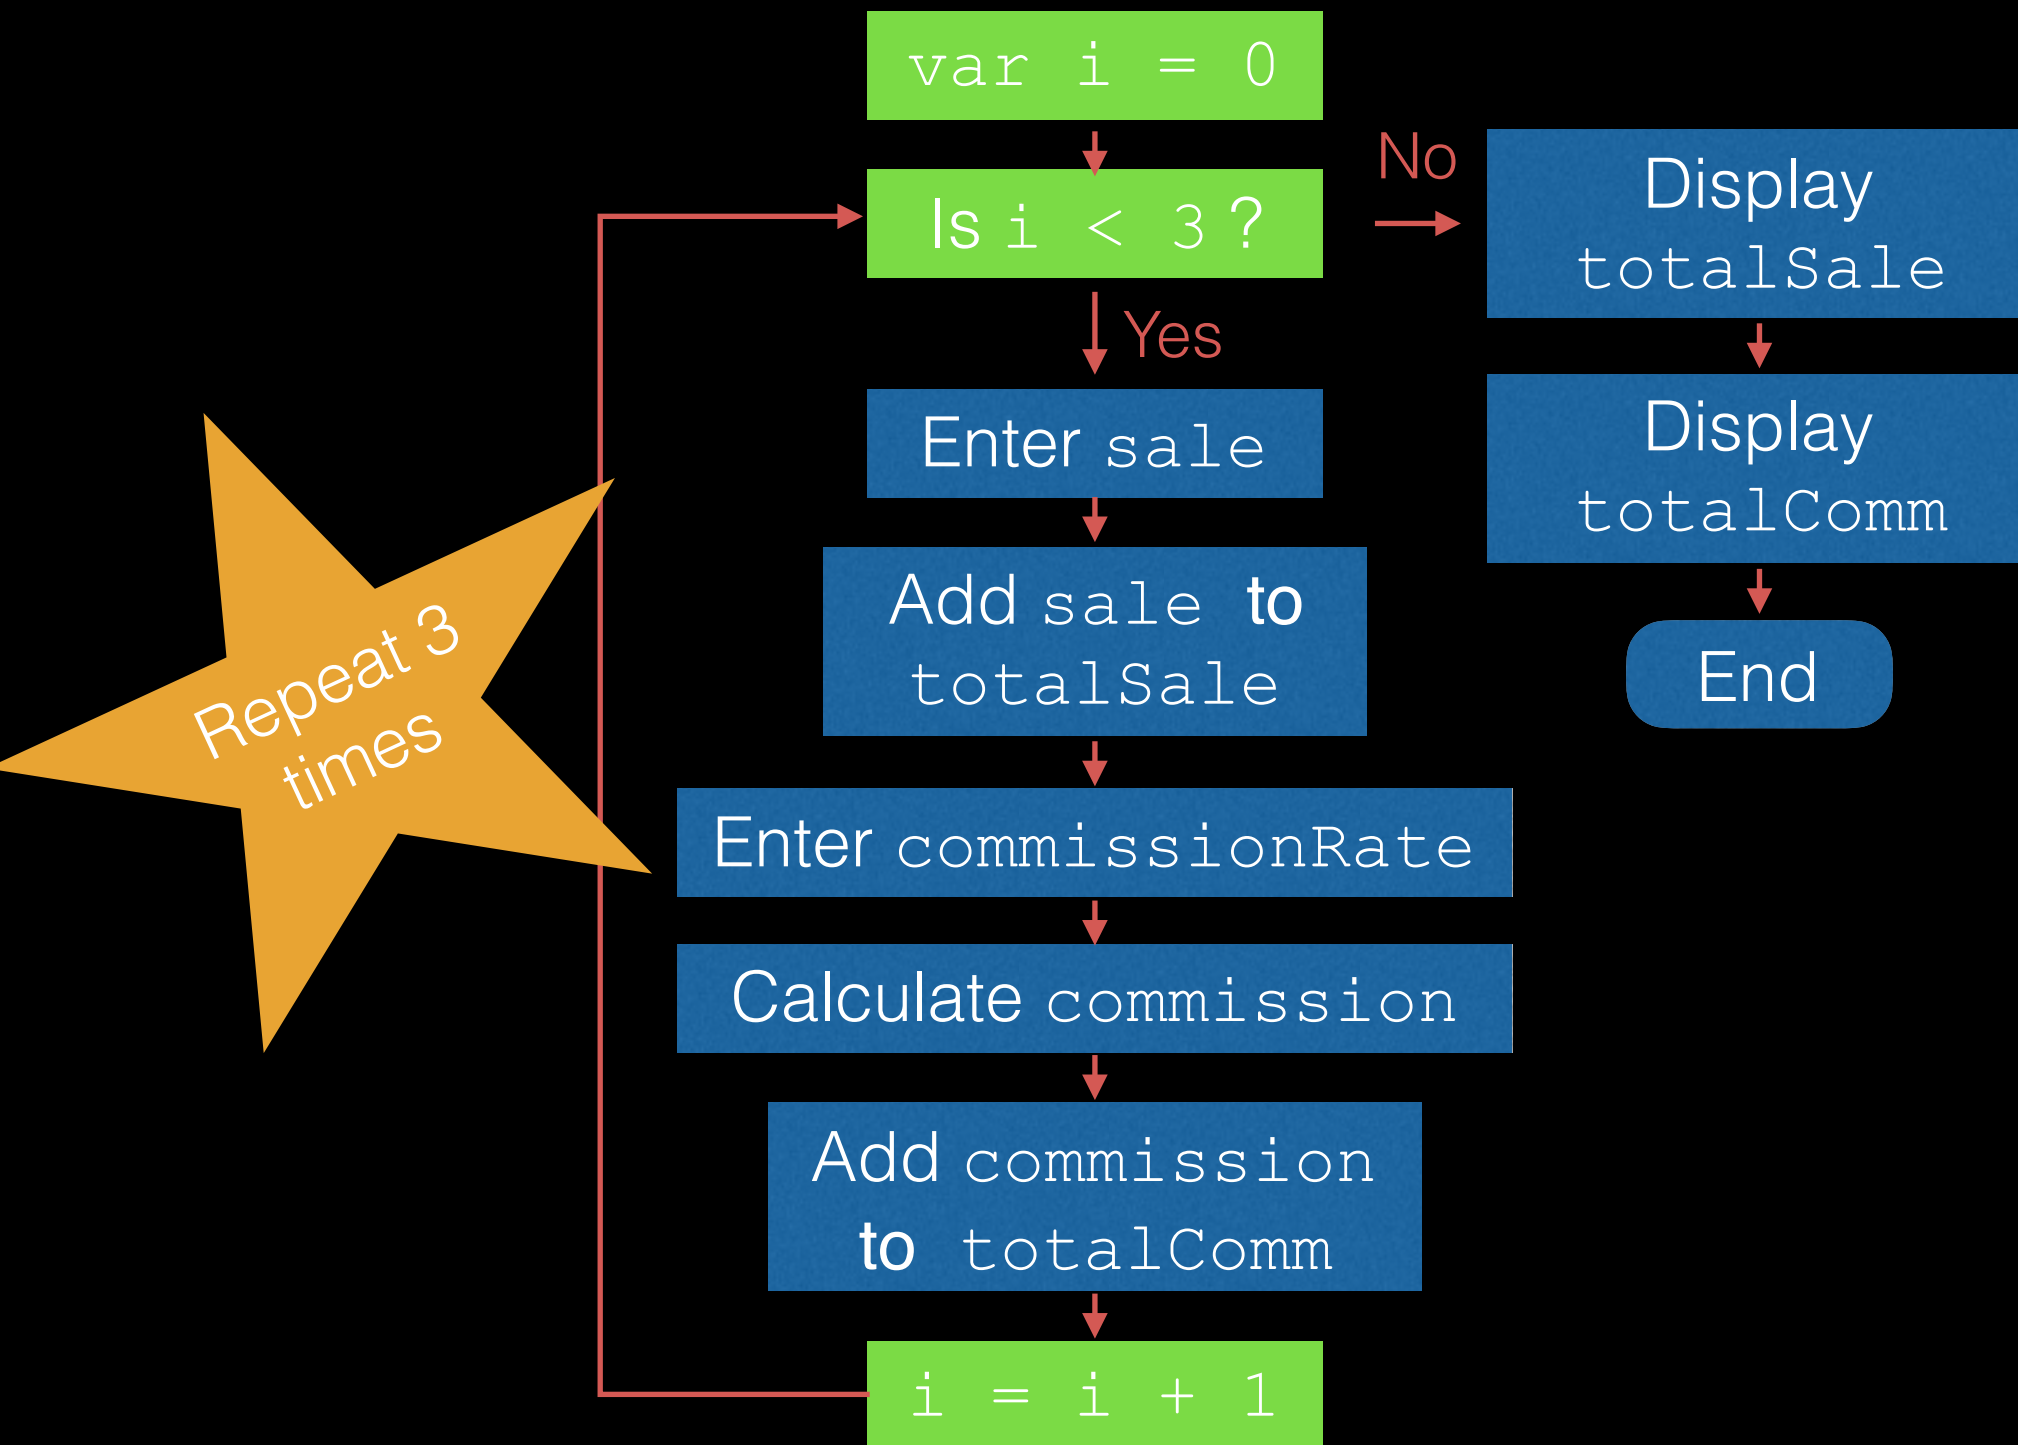 var i = 0
Is i < 3 ?
No
Yes
Display
totalSale
Display
totalComm
End
Enter sale
Add sale to
totalSale
Enter commissionRate
Calculate commission
Add commission
to totalComm
i = i + 1
Repeat 3
times